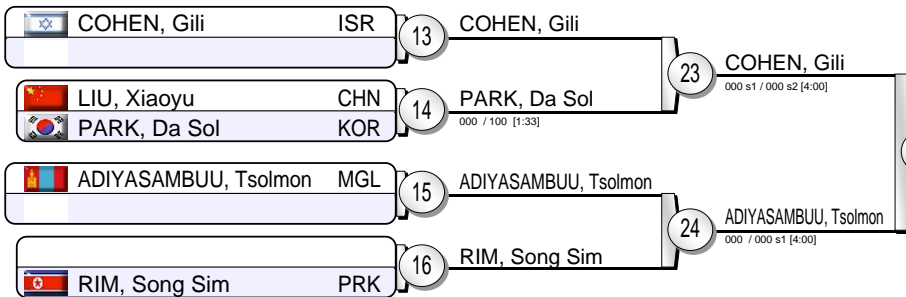 COHEN, Gili ISR
13
COHEN, Gili
LIU, Xiaoyu CHN
PARK, Da Sol KOR
14
PARK, Da Sol
000 / 100 [1:33]
23
COHEN, Gili
000 s1 / 000 s2 [4:00]
ADIYASAMBUU, Tsolmon MGL
15
ADIYASAMBUU, Tsolmon
RIM, Song Sim PRK
16
RIM, Song Sim
24
ADIYASAMBUU, Tsolmon
000 / 000 s1 [4:00]